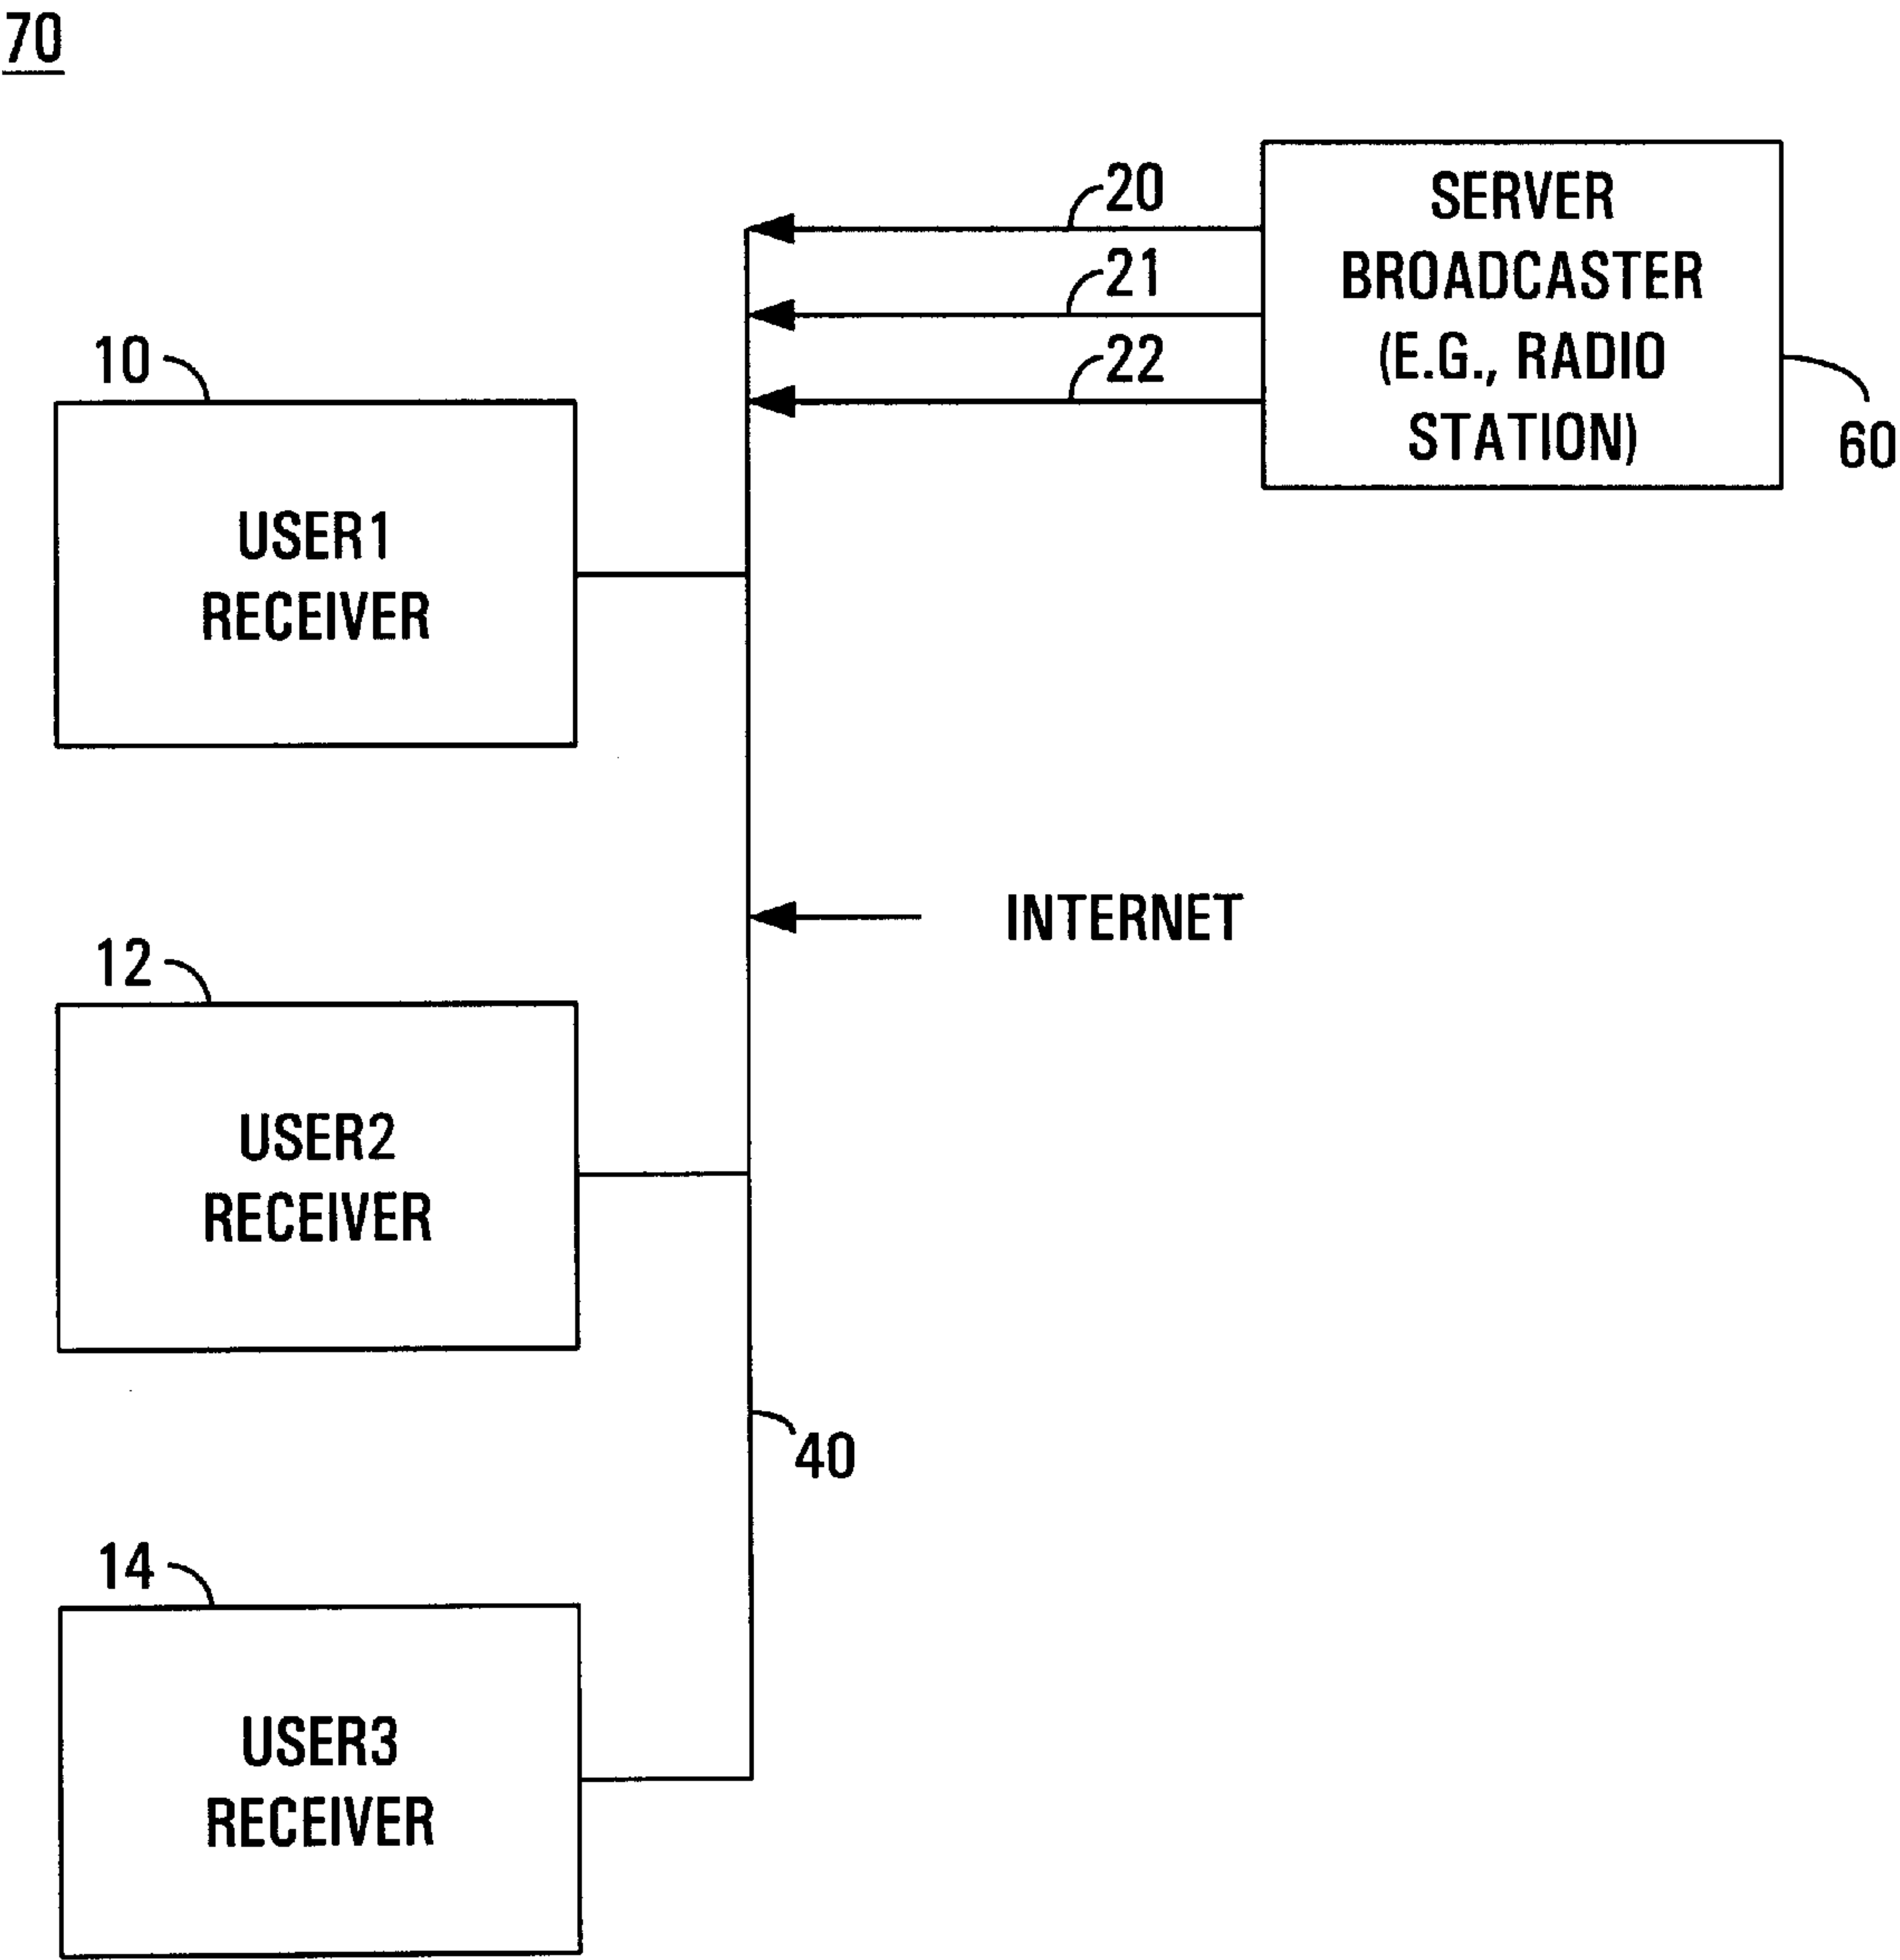 70
20
SERVER
BROADCASTER
(E.G., RADIO
STATION)
21
22
60
10
USER1
RECEIVER
INTERNET
12
USER2
RECEIVER
40
14
USER3
RECEIVER